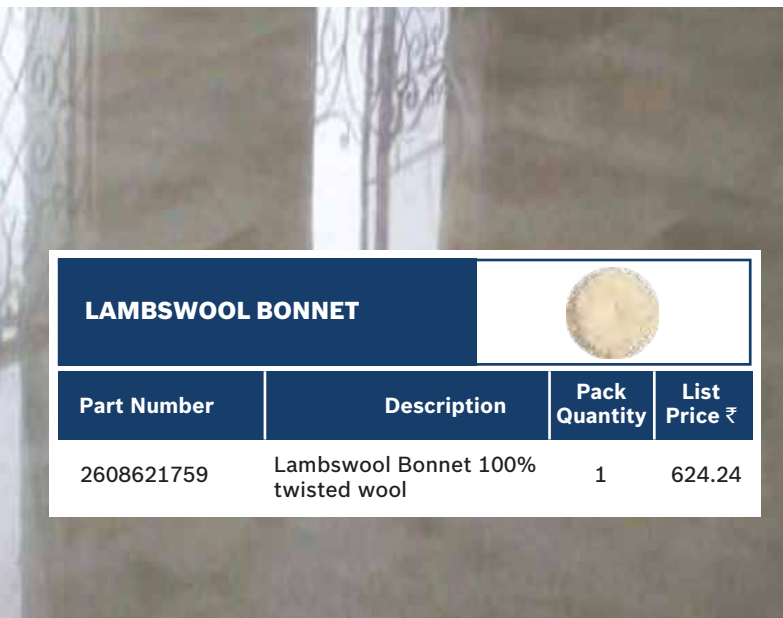 LAMBSWOOL BONNET
Part Number Description Pack Quantity List Price ₹
2608621759 Lambswool Bonnet 100% 1 624.24
twisted wool